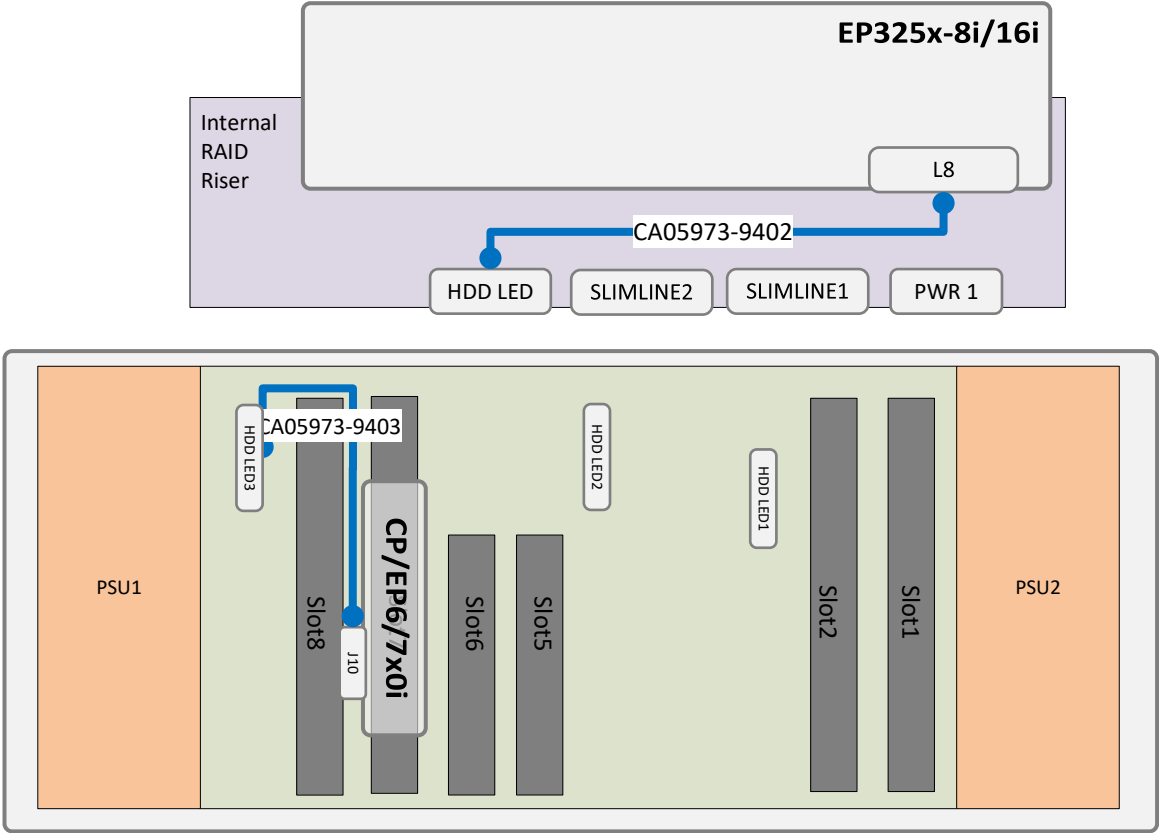 EP325x-8i/16i
Internal
RAID
Riser
L8
CA05973-9402
HDD LED
SLIMLINE2
SLIMLINE1
PWR 1
CA05973-9403
HDD LED3
HDD LED2
HDD LED1
PSU1
Slot8
J10
CP/EP6/7x0i
Slot6
Slot5
Slot2
Slot1
PSU2